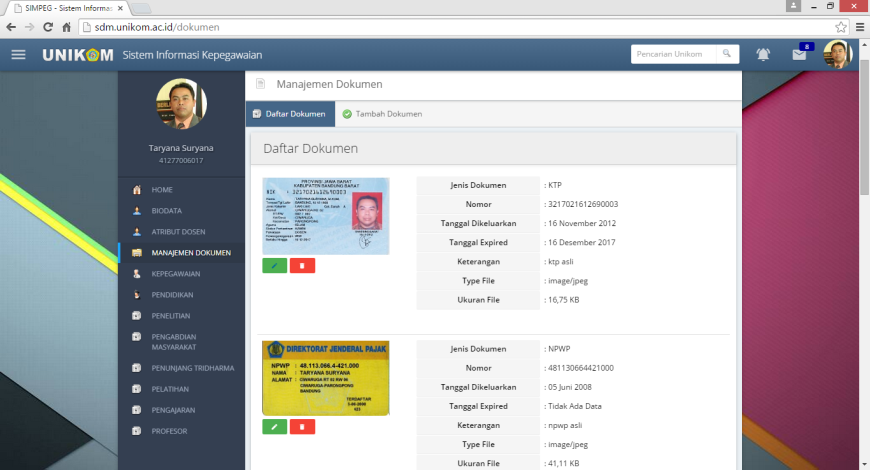 SIMPEG - Sistem Informas
sdm.unikom.ac.id/dokumen
UNIKOM Sistem Informasi Kepegawaian
Pencarian Unikom
8
Taryana Suryana
41277006017
HOME
BIODATA
ATRIBUT DOSEN
MANAJEMEN DOKUMEN
KEPEGAWAIAN
PENDIDIKAN
PENELITIAN
PENGABDIAN
MASYARAKAT
PENUNJANG TRIDHARMA
PELATIHAN
PENGAJARAN
PROFESOR
Manajemen Dokumen
Daftar Dokumen
Tambah Dokumen
Daftar Dokumen
PROVINSI JAWA BARAT
KABUPATEN BANDUNG BARAT
NIK : 3217021612690003
Jenis Dokumen : KTP
Nomor : 3217021612690003
Tanggal Dikeluarkan : 16 November 2012
Tanggal Expired : 16 Desember 2017
Keterangan : ktp asli
Type File : image/jpeg
Ukuran File : 16,75 KB
DIREKTORAT JENDERAL PAJAK
NPWP : 48.113.066.4-421.000
NAMA : TARYANA SURYANA
ALAMAT : CIWARUGA RT 02 RW 06
CIWARUGA-PARONGPONG
BANDUNG
TERDAFTAR
421
Jenis Dokumen : NPWP
Nomor : 481130664421000
Tanggal Dikeluarkan : 05 Juni 2008
Tanggal Expired : Tidak Ada Data
Keterangan : npwp asli
Type File : image/jpeg
Ukuran File : 41,11 KB